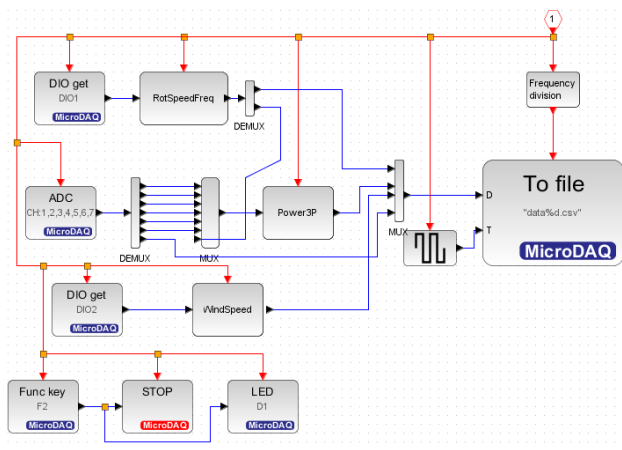 1
DIO get
DIO1
MicroDAQ
RotSpeedFreq
DEMUX
Frequency
division
ADC
CH:1,2,3,4,5,6,7
MicroDAQ
DEMUX
MUX
Power3P
MUX
To file
"data%d.csv"
D
T
MicroDAQ
DIO get
DIO2
MicroDAQ
WindSpeed
Func key
F2
MicroDAQ
STOP
MicroDAQ
LED
D1
MicroDAQ